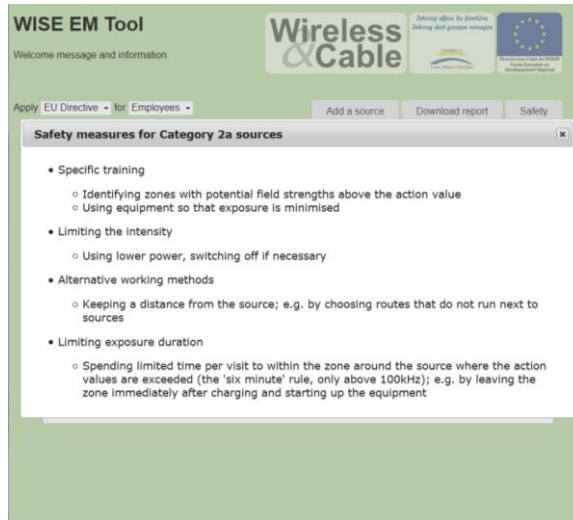 WISE EM Tool
Welcome message and information.
Wireless
&Cable
Apply EU Directive for Employees
Add a source
Download report
Safety
Safety measures for Category 2a sources
• Specific training
○ Identifying zones with potential field strengths above the action value
○ Using equipment so that exposure is minimised
• Limiting the intensity
○ Using lower power, switching off if necessary
• Alternative working methods
○ Keeping a distance from the source; e.g. by choosing routes that do not run next to
sources
• Limiting exposure duration
○ Spending limited time per visit to within the zone around the source where the action
values are exceeded (the 'six minute' rule, only above 100kHz); e.g. by leaving the
zone immediately after charging and starting up the equipment